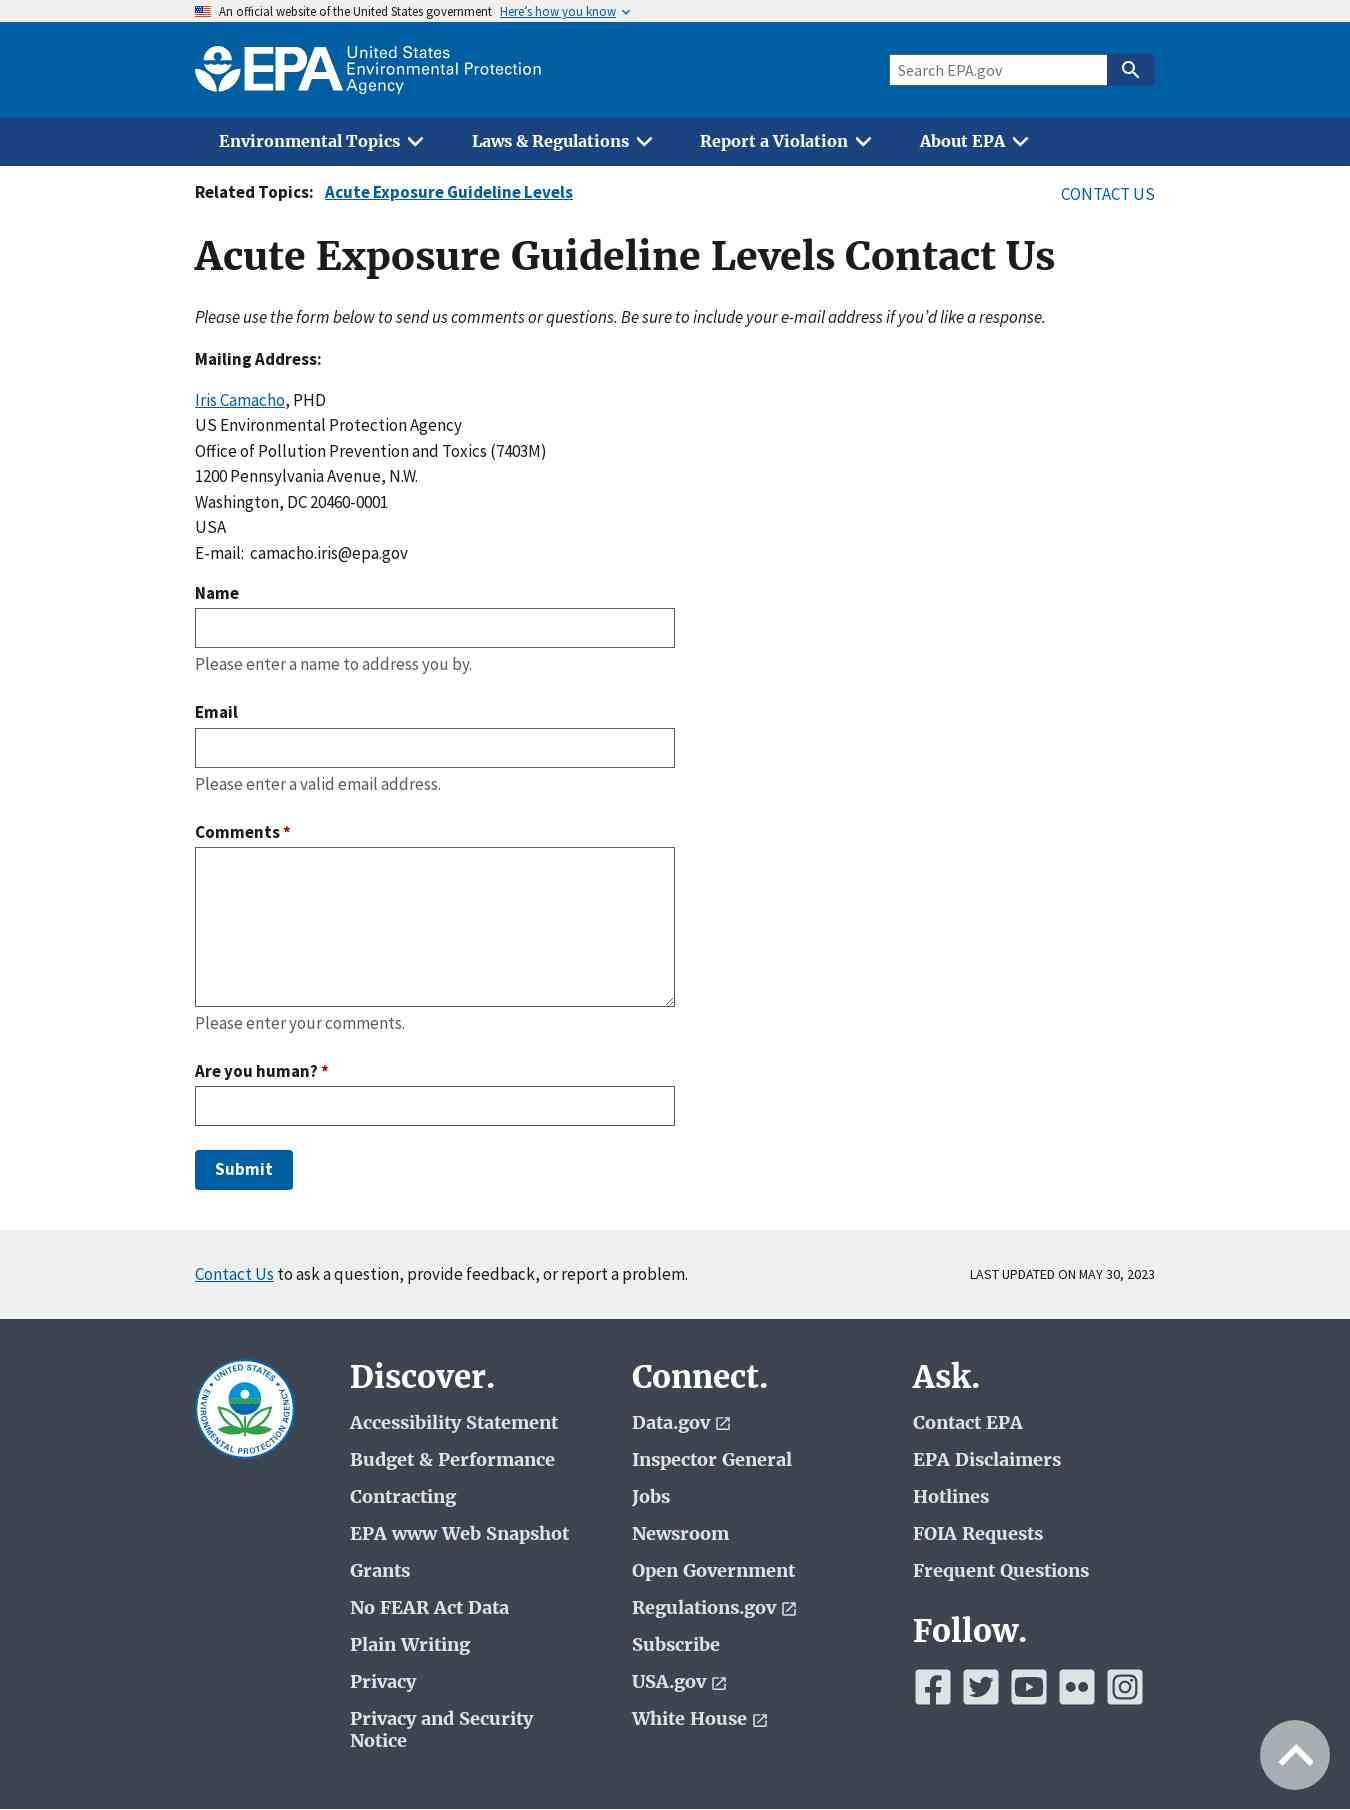 An official website of the United States government Here’s how you know
EPA United States
Environmental Protection
Agency
Search EPA.gov
Environmental Topics Laws & Regulations Report a Violation About EPA
Related Topics: Acute Exposure Guideline Levels CONTACT US
Acute Exposure Guideline Levels Contact Us
Please use the form below to send us comments or questions. Be sure to include your e-mail address if you’d like a response.
Mailing Address:
Iris Camacho, PHD
US Environmental Protection Agency
Office of Pollution Prevention and Toxics (7403M)
1200 Pennsylvania Avenue, N.W.
Washington, DC 20460-0001
USA
E-mail: camacho.iris@epa.gov
Name
Please enter a name to address you by.
Email
Please enter a valid email address.
Comments *
Please enter your comments.
Are you human? *
Submit
Contact Us to ask a question, provide feedback, or report a problem. LAST UPDATED ON MAY 30, 2023
UNITED STATES ENVIRONMENTAL PROTECTION AGENCY
Discover.
Accessibility Statement
Budget & Performance
Contracting
EPA www Web Snapshot
Grants
No FEAR Act Data
Plain Writing
Privacy
Privacy and Security
Notice
Connect.
Data.gov
Inspector General
Jobs
Newsroom
Open Government
Regulations.gov
Subscribe
USA.gov
White House
Ask.
Contact EPA
EPA Disclaimers
Hotlines
FOIA Requests
Frequent Questions
Follow.